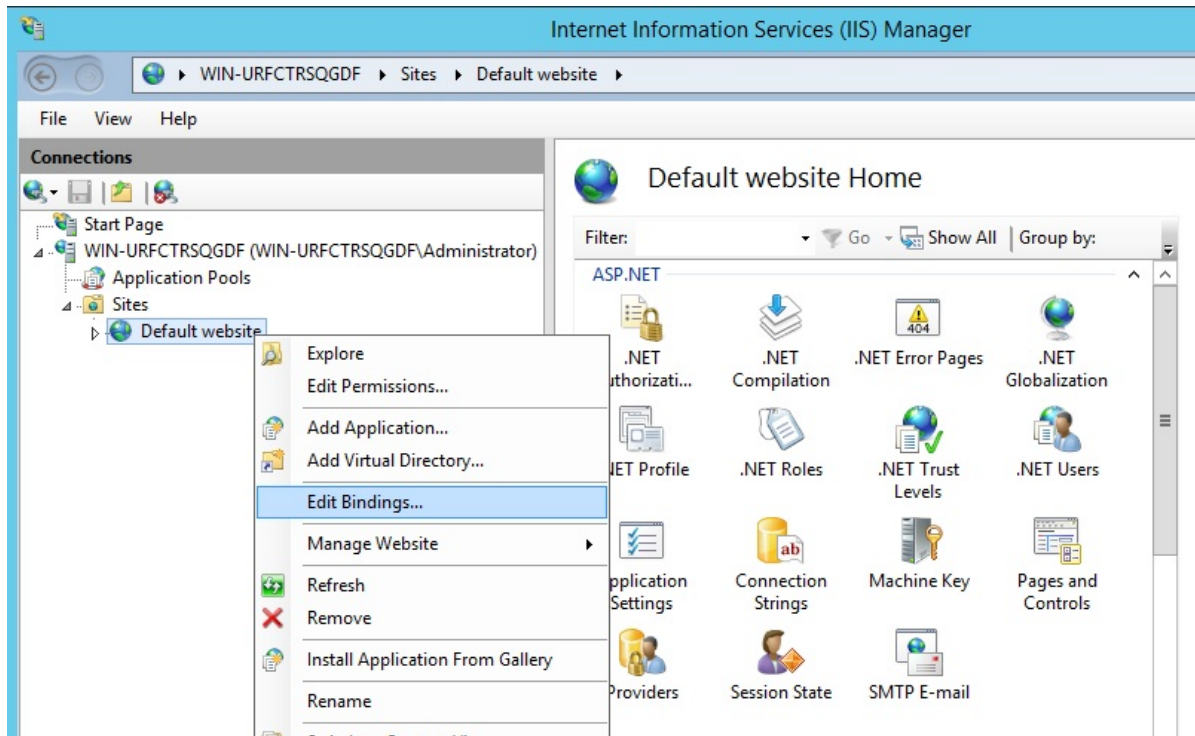 Internet Information Services (IIS) Manager
WIN-URFCTRSQGDF Sites Default website
File View Help
Connections
Start Page
WIN-URFCTRSQGDF (WIN-URFCTRSQGDF\Administrator)
Application Pools
Sites
Default website
Explore
Edit Permissions...
Add Application...
Add Virtual Directory...
Edit Bindings...
Manage Website
Refresh
Remove
Install Application From Gallery
Rename
Default website Home
Filter: Go Show All Group by:
ASP.NET
.NET
uthorizati...
.NET
Compilation
404
.NET Error Pages
.NET
Globalization
NET Profile
.NET Roles
.NET Trust
Levels
.NET Users
pplication
Settings
ab
Connection
Strings
Machine Key
Pages and
Controls
Providers
Session State
SMTP E-mail